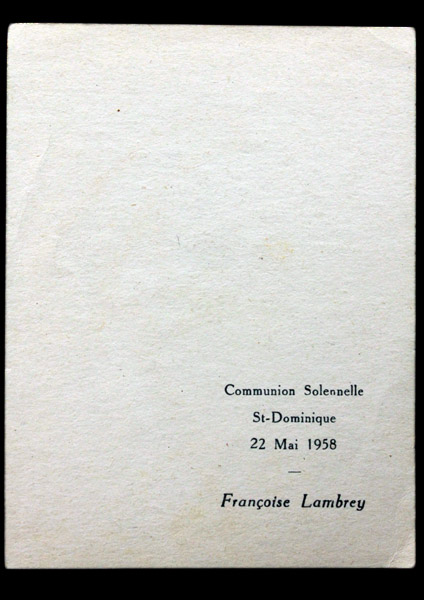 Communion Solennelle
St-Dominique
22 Mai 1958
—
Françoise Lambrey